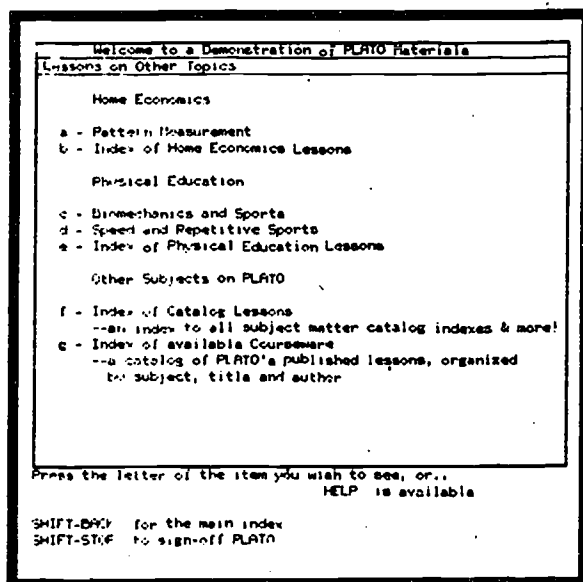 Welcome to a Demonstration of PLATO Materials
Lessons on Other Topics
Home Economics
a - Pattern Measurement
b - Index of Home Economics Lessons
Physical Education
c - Biomechanics and Sports
d - Speed and Repetitive Sports
e - Index of Physical Education Lessons
Other Subjects on PLATO
f - Index of Catalog Lessons
--an index to all subject matter catalog indexes & more!
g - Index of available Courseware
--a catalog of PLATO's published lessons, organized
by subject, title and author
Press the letter of the item you wish to see, or..
HELP is available
SHIFT-BACK for the main index
SHIFT-STOP to sign-off PLATO